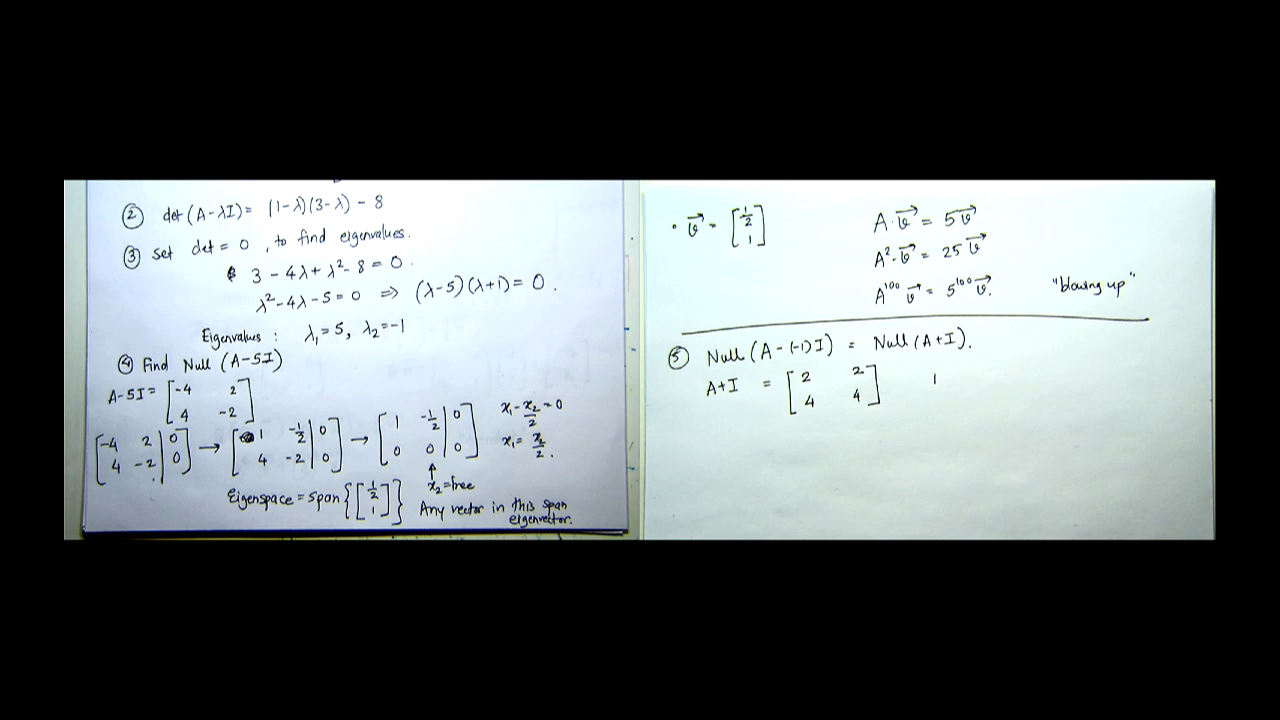 ② det(A-λI) = (1-λ)(3-λ) - 8
③ Set det = 0, to find eigenvalues.
3 - 4λ + λ² - 8 = 0.
λ² - 4λ - 5 = 0 ⇒ (λ-5)(λ+1) = 0.
Eigenvalues: λ₁ = 5, λ₂ = -1
④ Find Null (A-5I)
A-5I = [-4 2
4 -2]
[-4 2 | 0 → [1 -1/2 | 0 → [1 -1/2 | 0 x₁ - x₂/2 = 0
4 -2 | 0] 4 -2 | 0] 0 0 | 0] x₁ = x₂/2.
↑
x₂ = free
Eigenspace = span{[1/2
1]} Any vector in this span
eigenvector.
• v⃗ = [1/2
1]
A·v⃗ = 5v⃗
A²·v⃗ = 25v⃗
A¹⁰⁰ v⃗ = 5¹⁰⁰ v⃗. "blowing up"
⑤ Null (A-(-1)I) = Null (A+I).
A+I = [2 2
4 4]